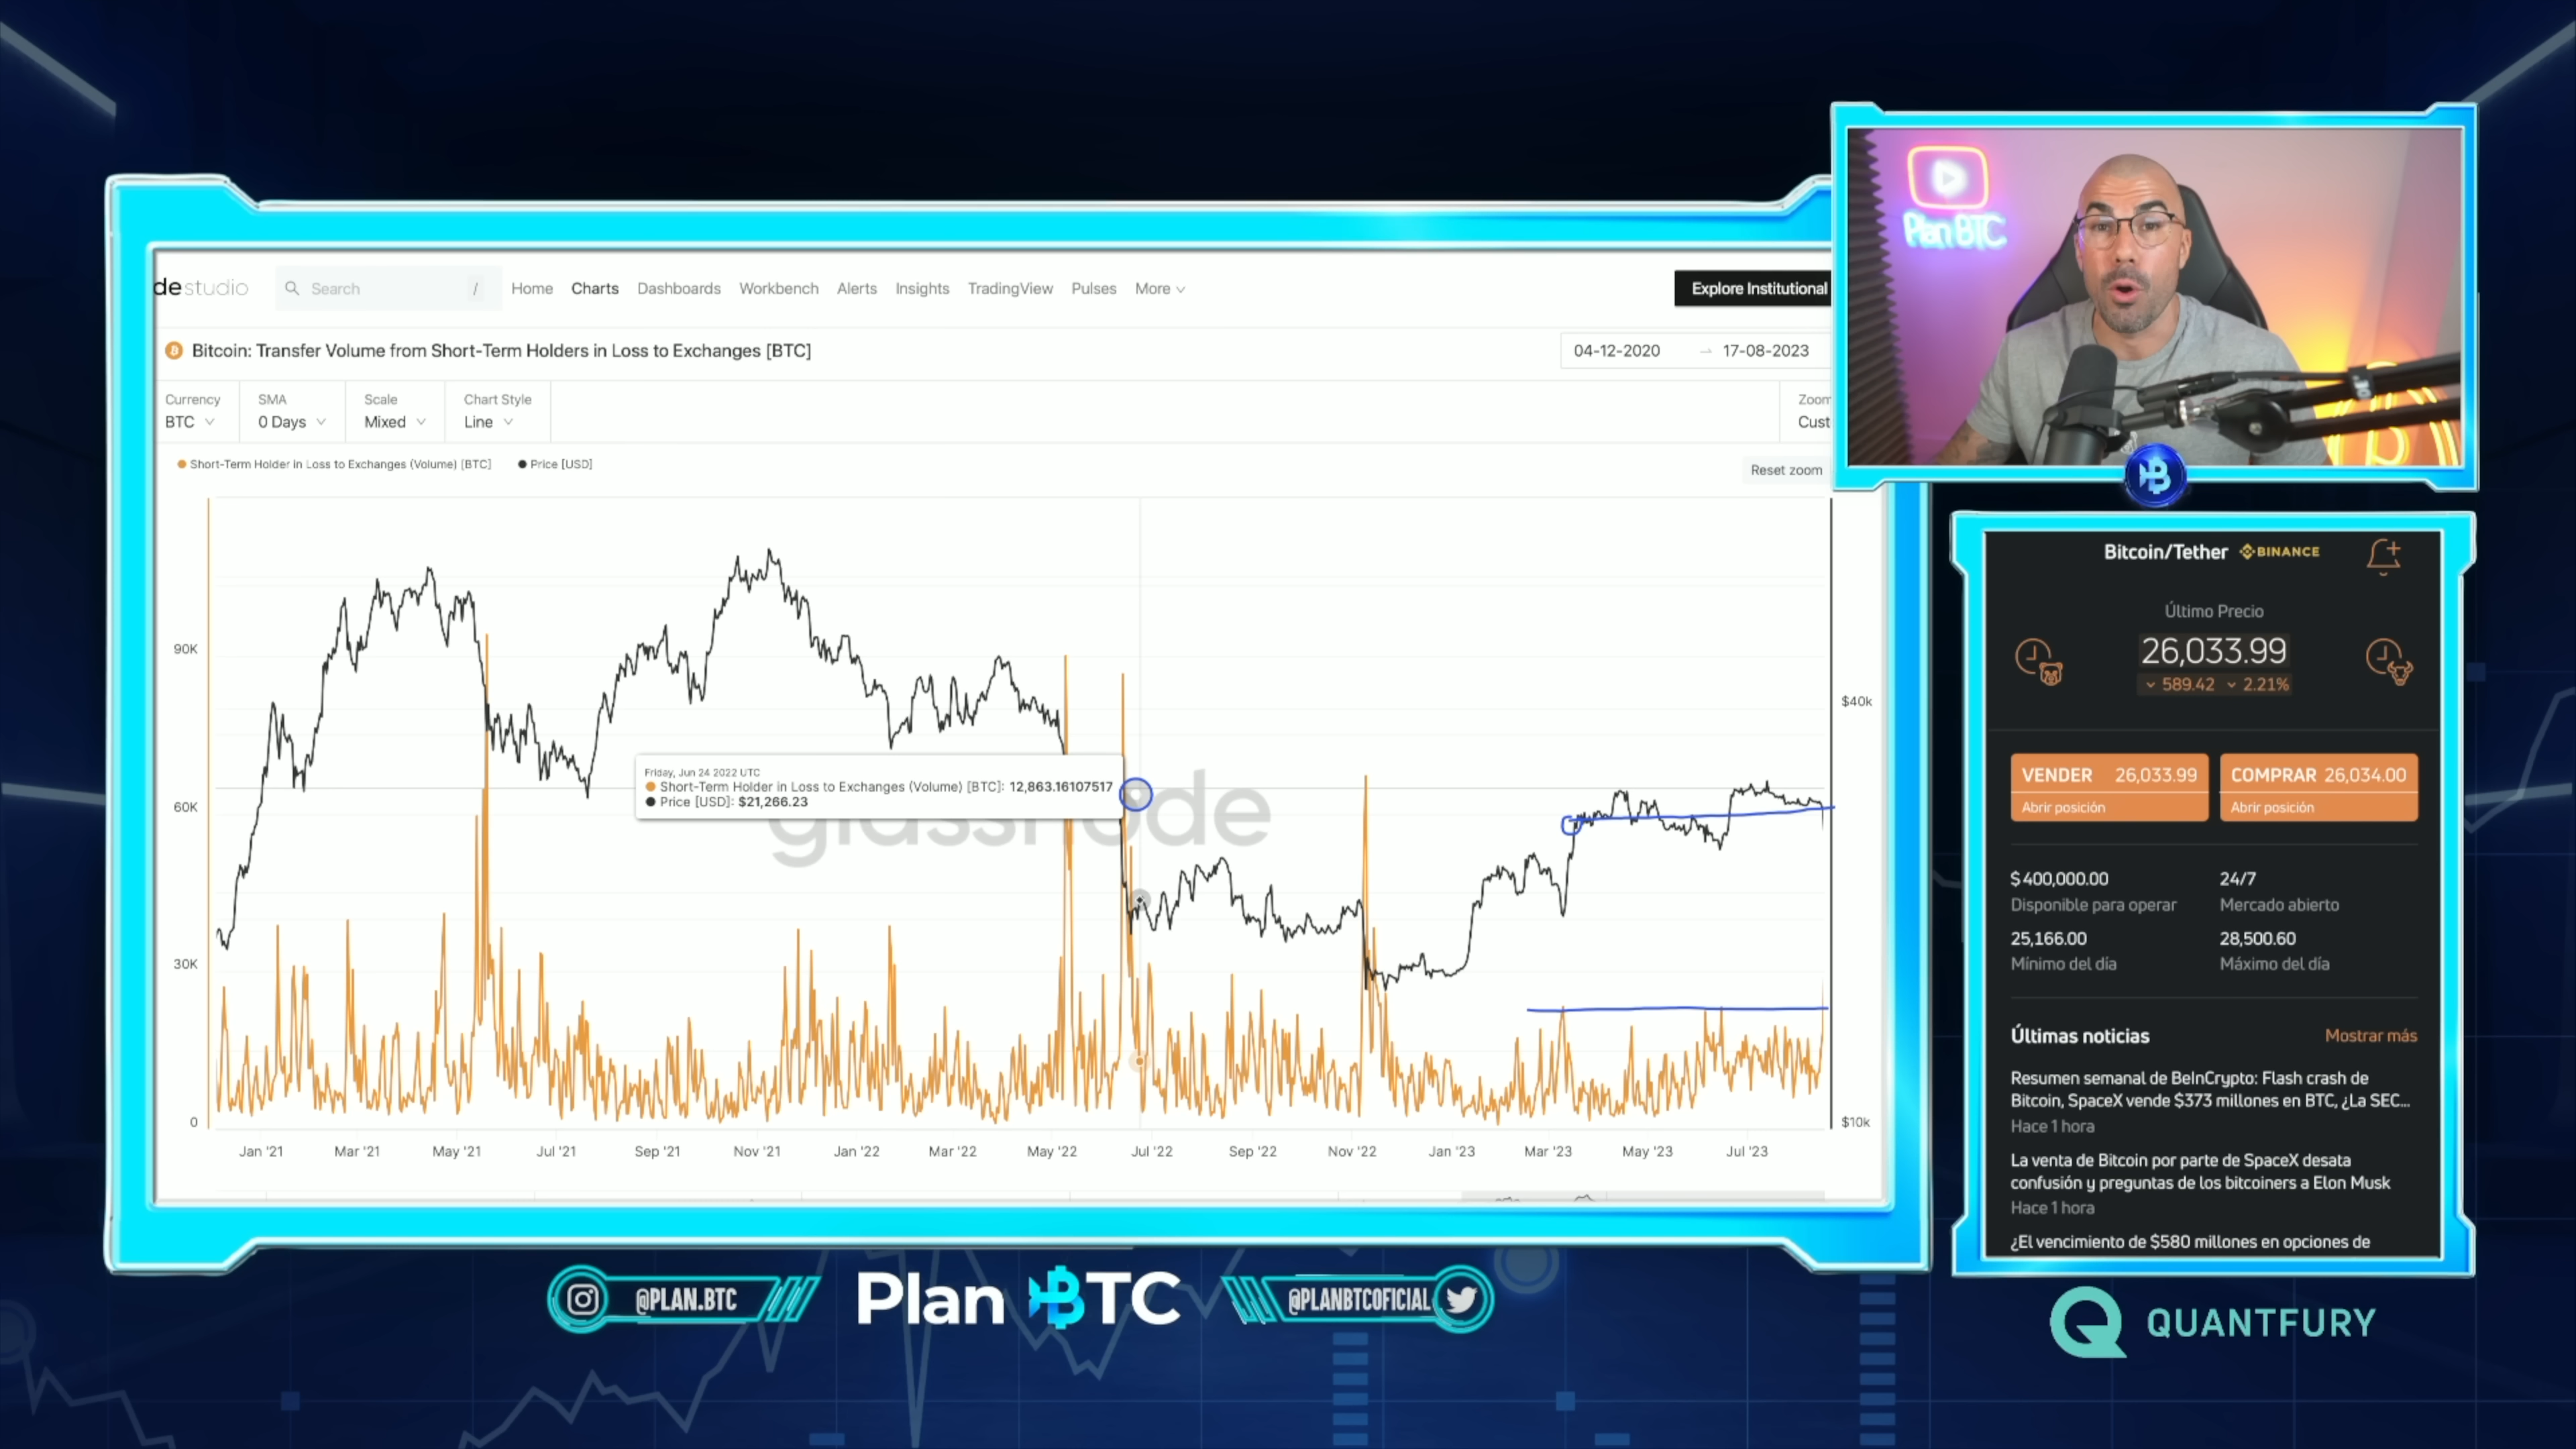 Plan BTC
destudio
Search /
Home Charts Dashboards Workbench Alerts Insights TradingView Pulses More
Explore Institutional
Bitcoin: Transfer Volume from Short-Term Holders in Loss to Exchanges [BTC]
04-12-2020 → 17-08-2023
Currency SMA Scale Chart Style Zoom
BTC 0 Days Mixed Line Cust
Short-Term Holder in Loss to Exchanges (Volume) [BTC] Price [USD]
Reset zoom
90K
60K
30K
0
$40k
$10k
Friday, Jun 24 2022 UTC
Short-Term Holder in Loss to Exchanges (Volume) [BTC]: 12,863.16107517
Price [USD]: $21,266.23
glassnode
Jan '21 Mar '21 May '21 Jul '21 Sep '21 Nov '21 Jan '22 Mar '22 May '22 Jul '22 Sep '22 Nov '22 Jan '23 Mar '23 May '23 Jul '23
Bitcoin/Tether BINANCE
Último Precio
26,033.99
589.42 2.21%
VENDER 26,033.99
Abrir posición
COMPRAR 26,034.00
Abrir posición
$400,000.00 24/7
Disponible para operar Mercado abierto
25,166.00 28,500.60
Mínimo del día Máximo del día
Últimas noticias Mostrar más
Resumen semanal de BeInCrypto: Flash crash de
Bitcoin, SpaceX vende $373 millones en BTC, ¿La SEC...
Hace 1 hora
La venta de Bitcoin por parte de SpaceX desata
confusión y preguntas de los bitcoiners a Elon Musk
Hace 1 hora
¿El vencimiento de $580 millones en opciones de
@PLAN.BTC
Plan BTC
@PLANBTCOFICIAL
QUANTFURY